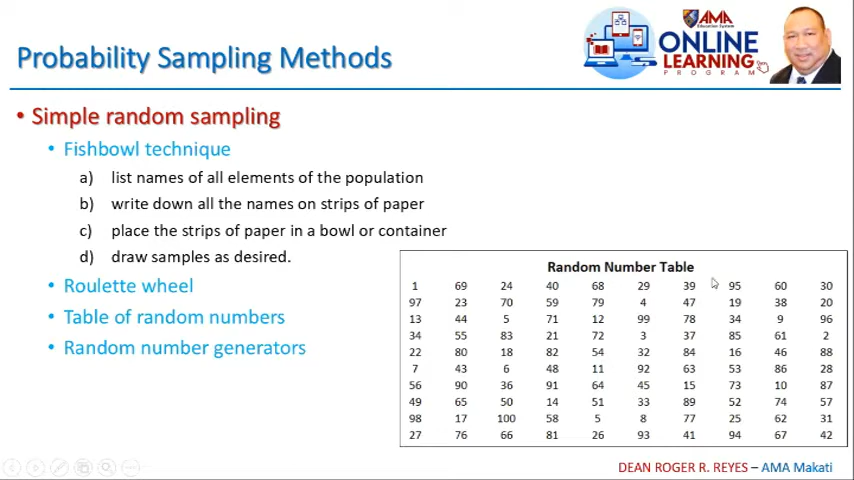 Probability Sampling Methods
AMA
Education System
ONLINE
LEARNING
PROGRAM
• Simple random sampling
• Fishbowl technique
a) list names of all elements of the population
b) write down all the names on strips of paper
c) place the strips of paper in a bowl or container
d) draw samples as desired.
• Roulette wheel
• Table of random numbers
• Random number generators
Random Number Table
1 69 24 40 68 29 39 95 60 30
97 23 70 59 79 4 47 19 38 20
13 44 5 71 12 99 78 34 9 96
34 55 83 21 72 3 37 85 61 2
22 80 18 82 54 32 84 16 46 88
7 43 6 48 11 92 63 53 86 28
56 90 36 91 64 45 15 73 10 87
49 65 50 14 51 33 89 52 74 57
98 17 100 58 5 8 77 25 62 31
27 76 66 81 26 93 41 94 67 42
DEAN ROGER R. REYES – AMA Makati